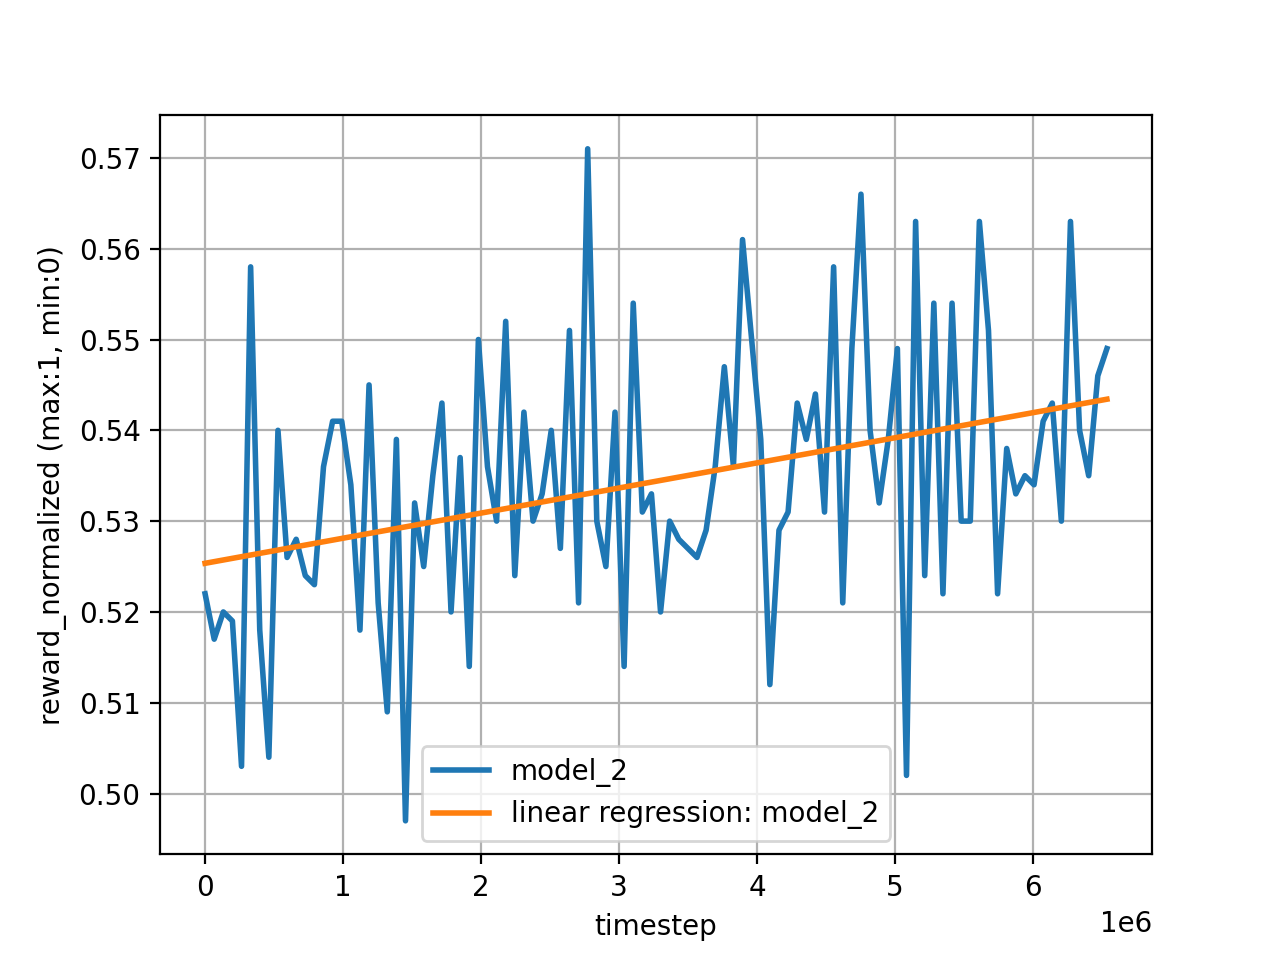 0.57
0.56
0.55
0.54
0.53
0.52
0.51
0.50
reward_normalized (max:1, min:0)
model_2
linear regression: model_2
0 1 2 3 4 5 6
1e6
timestep